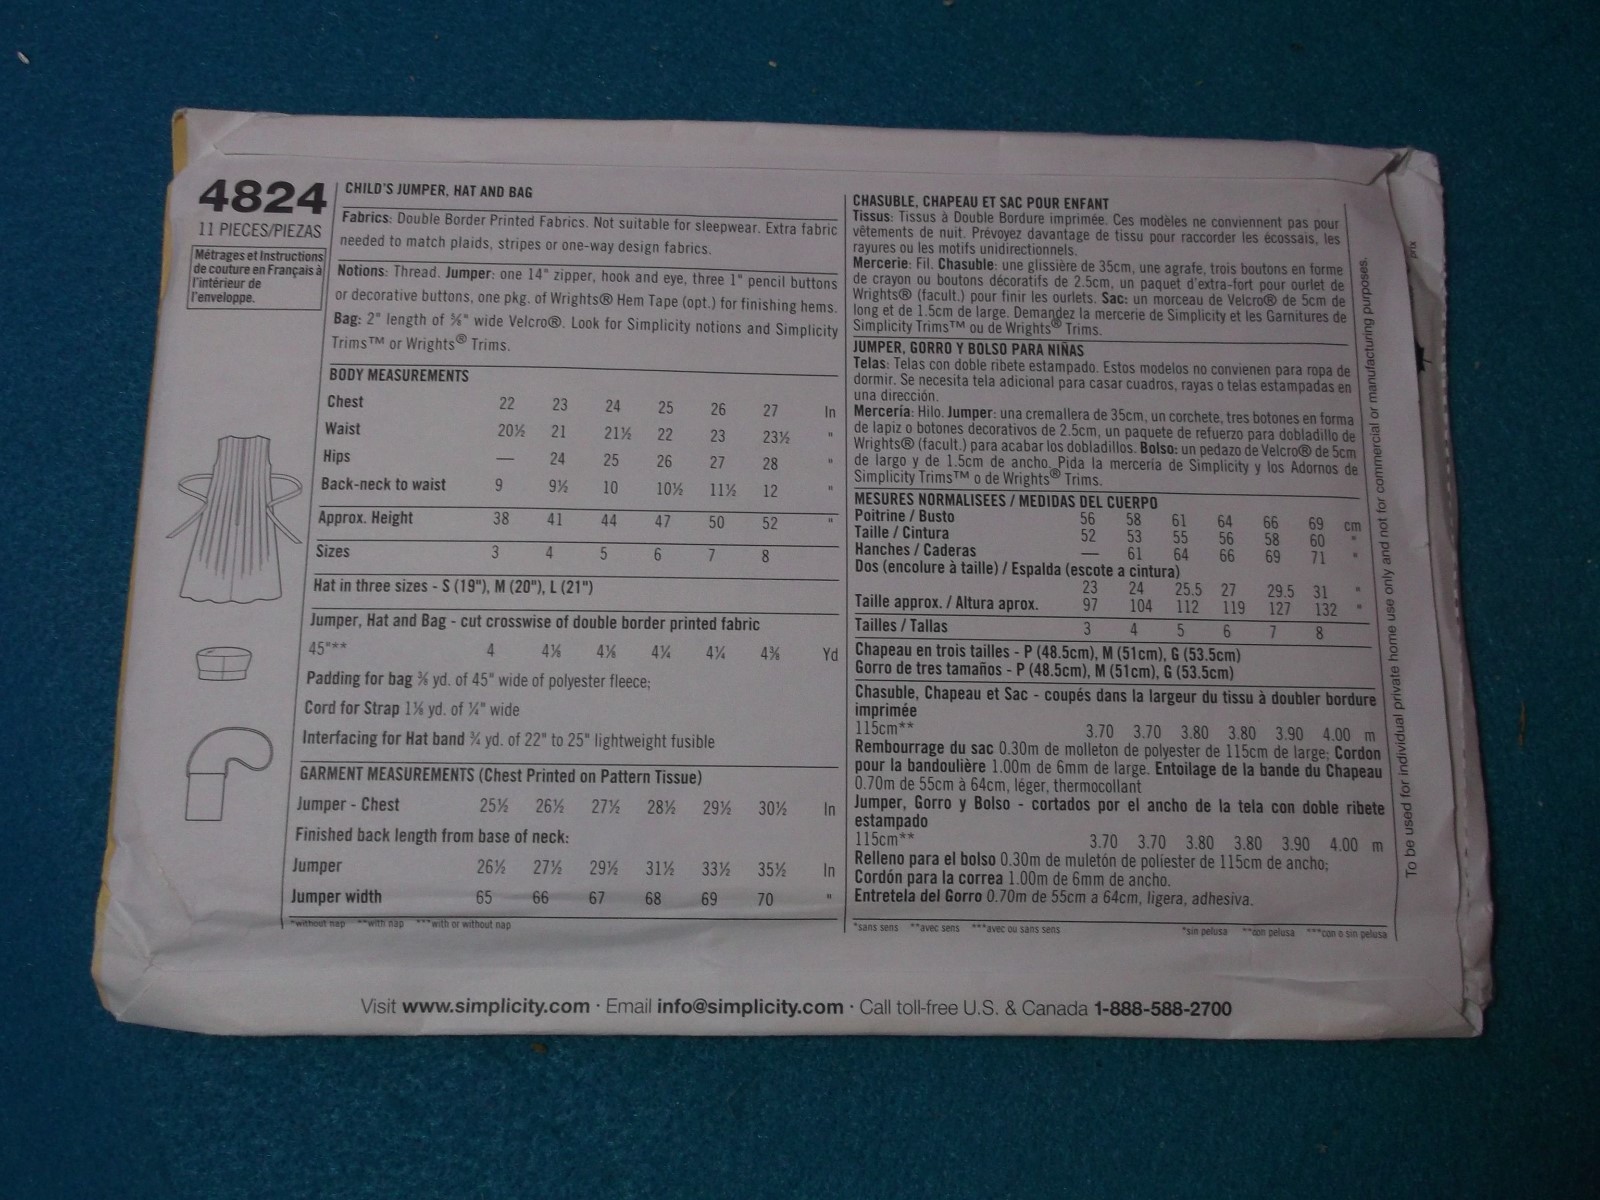 4824
11 PIECES/PIEZAS
Métrages et Instructions
de couture en Français à
l'intérieur de
l'enveloppe.
CHILD'S JUMPER, HAT AND BAG
Fabrics: Double Border Printed Fabrics. Not suitable for sleepwear. Extra fabric
needed to match plaids, stripes or one-way design fabrics.
Notions: Thread. Jumper: one 14" zipper, hook and eye, three 1" pencil buttons
or decorative buttons, one pkg. of Wrights® Hem Tape (opt.) for finishing hems.
Bag: 2" length of ⅝" wide Velcro®. Look for Simplicity notions and Simplicity
Trims™ or Wrights® Trims.
BODY MEASUREMENTS
Chest 22 23 24 25 26 27 In
Waist 20½ 21 21½ 22 23 23½ "
Hips — 24 25 26 27 28 "
Back-neck to waist 9 9½ 10 10½ 11½ 12 "
Approx. Height 38 41 44 47 50 52 "
Sizes 3 4 5 6 7 8
Hat in three sizes - S (19"), M (20"), L (21")
Jumper, Hat and Bag - cut crosswise of double border printed fabric
45"** 4 4⅛ 4⅛ 4¼ 4¼ 4⅜ Yd
Padding for bag ⅜ yd. of 45" wide of polyester fleece;
Cord for Strap 1⅛ yd. of ¼" wide
Interfacing for Hat band ¾ yd. of 22" to 25" lightweight fusible
GARMENT MEASUREMENTS (Chest Printed on Pattern Tissue)
Jumper - Chest 25½ 26½ 27½ 28½ 29½ 30½ In
Finished back length from base of neck:
Jumper 26½ 27½ 29½ 31½ 33½ 35½ In
Jumper width 65 66 67 68 69 70 "
*without nap **with nap ***with or without nap
CHASUBLE, CHAPEAU ET SAC POUR ENFANT
Tissus: Tissus à Double Bordure imprimée. Ces modèles ne conviennent pas pour
vêtements de nuit. Prévoyez davantage de tissu pour raccorder les écossais, les
rayures ou les motifs unidirectionnels.
Mercerie: Fil. Chasuble: une glissière de 35cm, une agrafe, trois boutons en forme
de crayon ou boutons décoratifs de 2.5cm, un paquet d'extra-fort pour ourlet de
Wrights® (facult.) pour finir les ourlets. Sac: un morceau de Velcro® de 5cm de
long et de 1.5cm de large. Demandez la mercerie de Simplicity et les Garnitures de
Simplicity Trims™ ou de Wrights® Trims.
JUMPER, GORRO Y BOLSO PARA NIÑAS
Telas: Telas con doble ribete estampado. Estos modelos no convienen para ropa de
dormir. Se necesita tela adicional para casar cuadros, rayas o telas estampadas en
una dirección.
Mercería: Hilo. Jumper: una cremallera de 35cm, un corchete, tres botones en forma
de lapiz o botones decorativos de 2.5cm, un paquete de refuerzo para dobladillo de
Wrights® (facult.) para acabar los dobladillos. Bolso: un pedazo de Velcro® de 5cm
de largo y de 1.5cm de ancho. Pida la mercería de Simplicity y los Adornos de
Simplicity Trims™ o de Wrights® Trims.
MESURES NORMALISEES / MEDIDAS DEL CUERPO
Poitrine / Busto 56 58 61 64 66 69 cm
Taille / Cintura 52 53 55 56 58 60 "
Hanches / Caderas — 61 64 66 69 71 "
Dos (encolure à taille) / Espalda (escote a cintura)
23 24 25.5 27 29.5 31 "
Taille approx. / Altura aprox. 97 104 112 119 127 132 "
Tailles / Tallas 3 4 5 6 7 8
Chapeau en trois tailles - P (48.5cm), M (51cm), G (53.5cm)
Gorro de tres tamaños - P (48.5cm), M (51cm), G (53.5cm)
Chasuble, Chapeau et Sac - coupés dans la largeur du tissu à doubler bordure
imprimée
115cm** 3.70 3.70 3.80 3.80 3.90 4.00 m
Rembourrage du sac 0.30m de molleton de polyester de 115cm de large; Cordon
pour la bandoulière 1.00m de 6mm de large. Entoilage de la bande du Chapeau
0.70m de 55cm à 64cm, léger, thermocollant
Jumper, Gorro y Bolso - cortados por el ancho de la tela con doble ribete
estampado
115cm** 3.70 3.70 3.80 3.80 3.90 4.00 m
Relleno para el bolso 0.30m de muletón de políester de 115cm de ancho;
Cordón para la correa 1.00m de 6mm de ancho.
Entretela del Gorro 0.70m de 55cm a 64cm, ligera, adhesiva.
*sans sens **avec sens ***avec ou sans sens *sin pelusa **con pelusa ***con o sin pelusa
To be used for individual private home use only and not for commercial or manufacturing purposes.
prix
Visit www.simplicity.com · Email info@simplicity.com · Call toll-free U.S. & Canada 1-888-588-2700